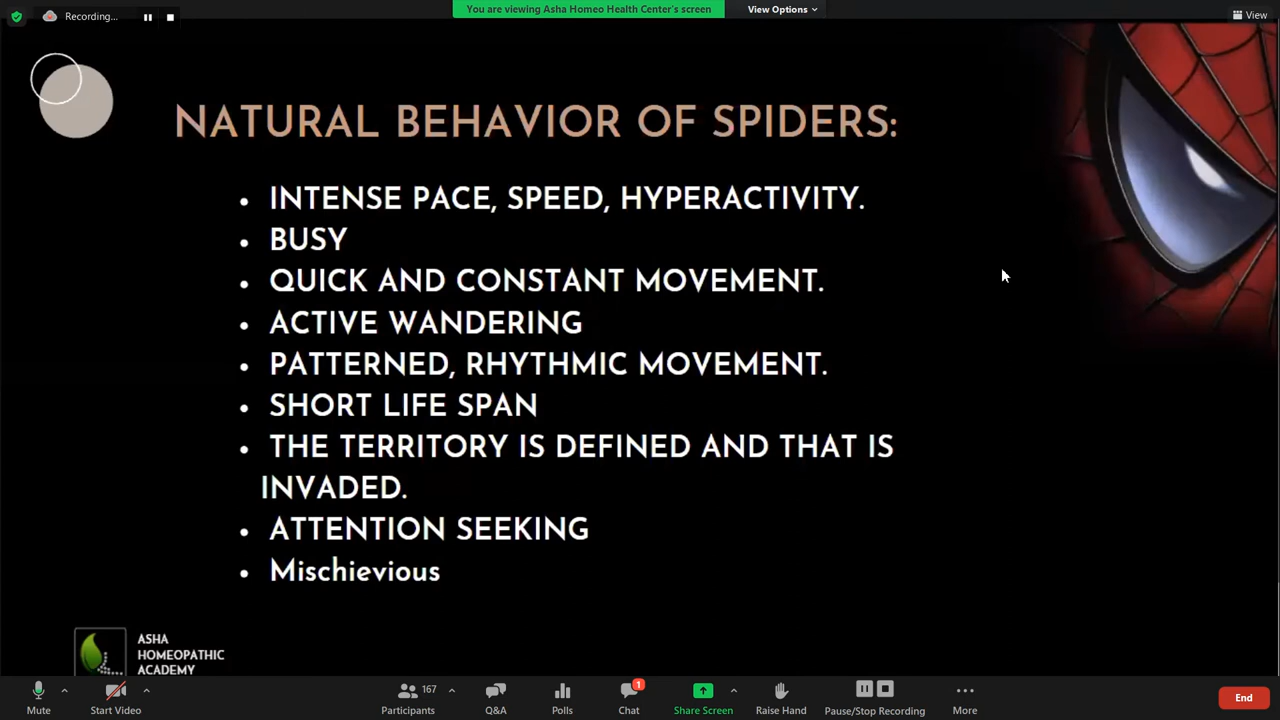 Recording...
You are viewing Asha Homeo Health Center's screen
View Options
View
NATURAL BEHAVIOR OF SPIDERS:
• INTENSE PACE, SPEED, HYPERACTIVITY.
• BUSY
• QUICK AND CONSTANT MOVEMENT.
• ACTIVE WANDERING
• PATTERNED, RHYTHMIC MOVEMENT.
• SHORT LIFE SPAN
• THE TERRITORY IS DEFINED AND THAT IS
INVADED.
• ATTENTION SEEKING
• Mischievious
ASHA
HOMEOPATHIC
ACADEMY
Mute
Start Video
Participants 167
Q&A
Polls
Chat 1
Share Screen
Raise Hand
Pause/Stop Recording
More
End